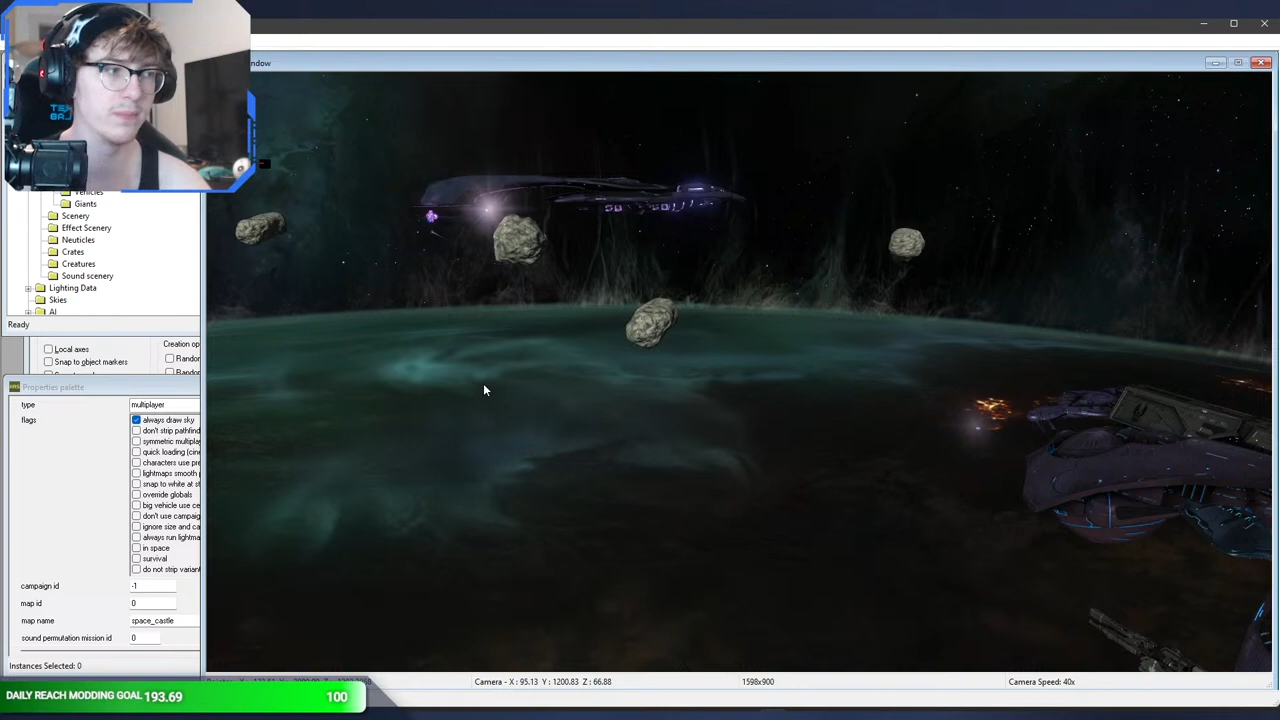 ndow
Vehicles
Giants
Scenery
Effect Scenery
Neuticles
Crates
Creatures
Sound scenery
Lighting Data
Skies
AI
Ready
Local axes
Snap to object markers
Creation op
Random
Properties palette
type
multiplayer
flags
always draw sky
don't strip pathfind
symmetric multiplay
quick loading (cine
characters use pre
lightmaps smooth
snap to white at st
override globals
big vehicle use ce
don't use campaig
ignore size and ca
always run lightma
in space
survival
do not strip variant
campaign id
-1
map id
0
map name
space_castle
sound permutation mission id
0
Instances Selected: 0
Camera - X : 95.13 Y : 1200.83 Z : 66.88
1598x900
Camera Speed: 40x
DAILY REACH MODDING GOAL 193.69
100